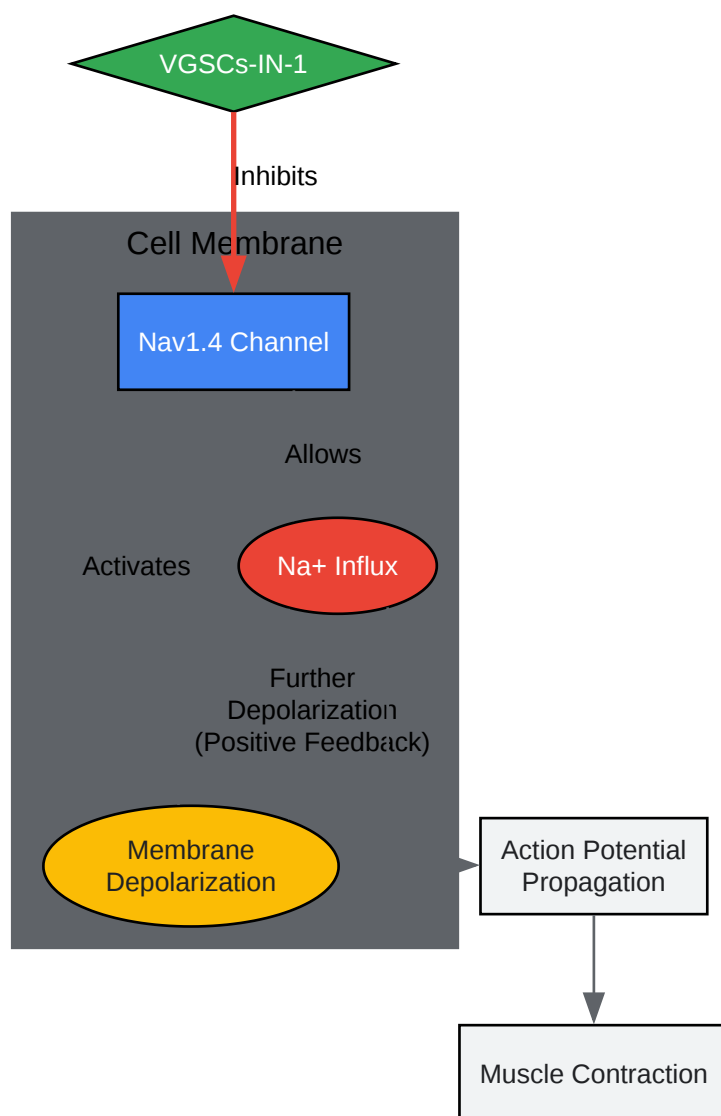 VGSCs-IN-1
Inhibits
Cell Membrane
Nav1.4 Channel
Allows
Activates
Na+ Influx
Further
Depolarization
(Positive Feedback)
Membrane
Depolarization
Action Potential
Propagation
Muscle Contraction